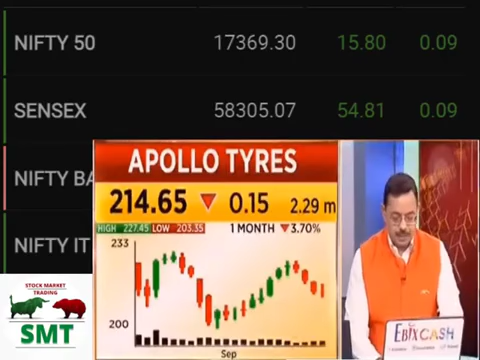 NIFTY 50 17369.30 15.80 0.09
SENSEX 58305.07 54.81 0.09
NIFTY BA
NIFTY IT
APOLLO TYRES
214.65 0.15 2.29 m
HIGH 227.45 LOW 203.35 1 MONTH 3.70%
233
200
Sep
STOCK MARKET
TRADING
SMT
EbixCASH